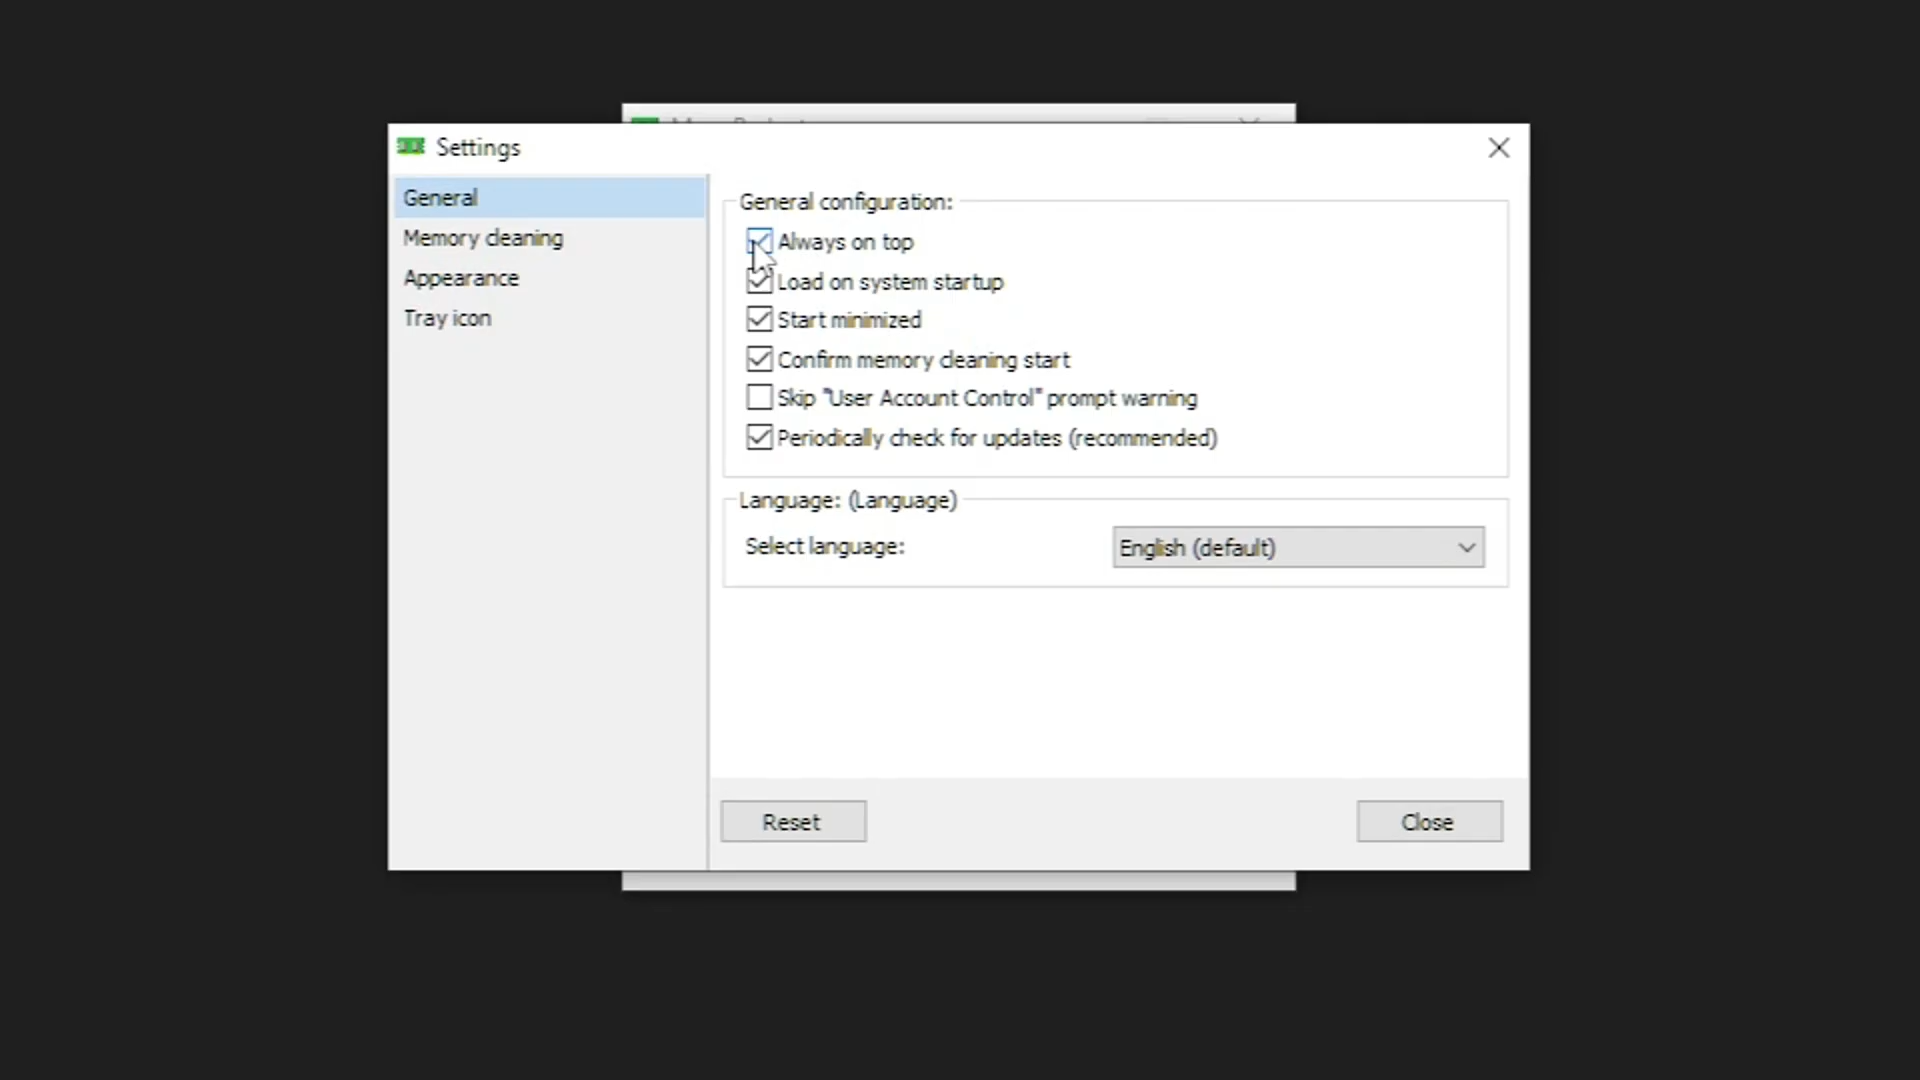 Settings
General
Memory cleaning
Appearance
Tray icon
General configuration:
Always on top
Load on system startup
Start minimized
Confirm memory cleaning start
Skip "User Account Control" prompt warning
Periodically check for updates (recommended)
Language: (Language)
Select language:
English (default)
Reset
Close